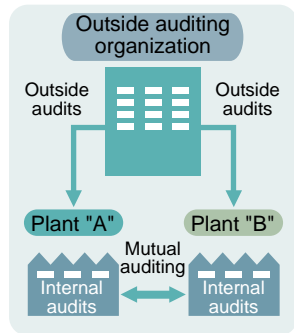 Outside auditing
organization
Outside
audits
Outside
audits
Plant "A"
Plant "B"
Mutual
auditing
Internal
audits
Internal
audits